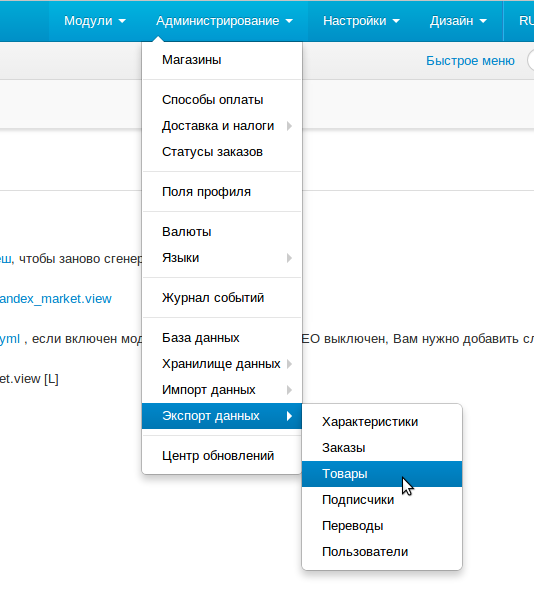 Модули Администрирование Настройки Дизайн RU
Магазины
Быстрое меню
Способы оплаты
Доставка и налоги
Статусы заказов
Поля профиля
Валюты
еш, чтобы заново сгенер
Языки
andex_market.view
Журнал событий
База данных
yml , если включен мод
EO выключен, Вам нужно добавить сл
Хранилище данных
et.view [L]
Импорт данных
Экспорт данных
Характеристики
Заказы
Центр обновлений
Товары
Подписчики
Переводы
Пользователи